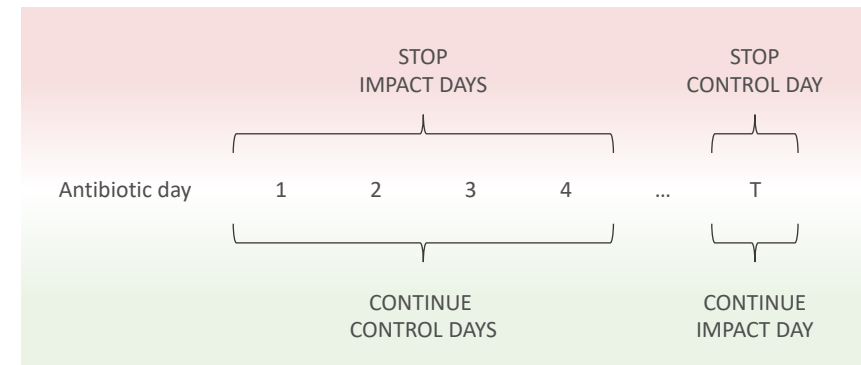 STOP
IMPACT DAYS
STOP
CONTROL DAY
Antibiotic day 1 2 3 4 ... T
CONTINUE
CONTROL DAYS
CONTINUE
IMPACT DAY